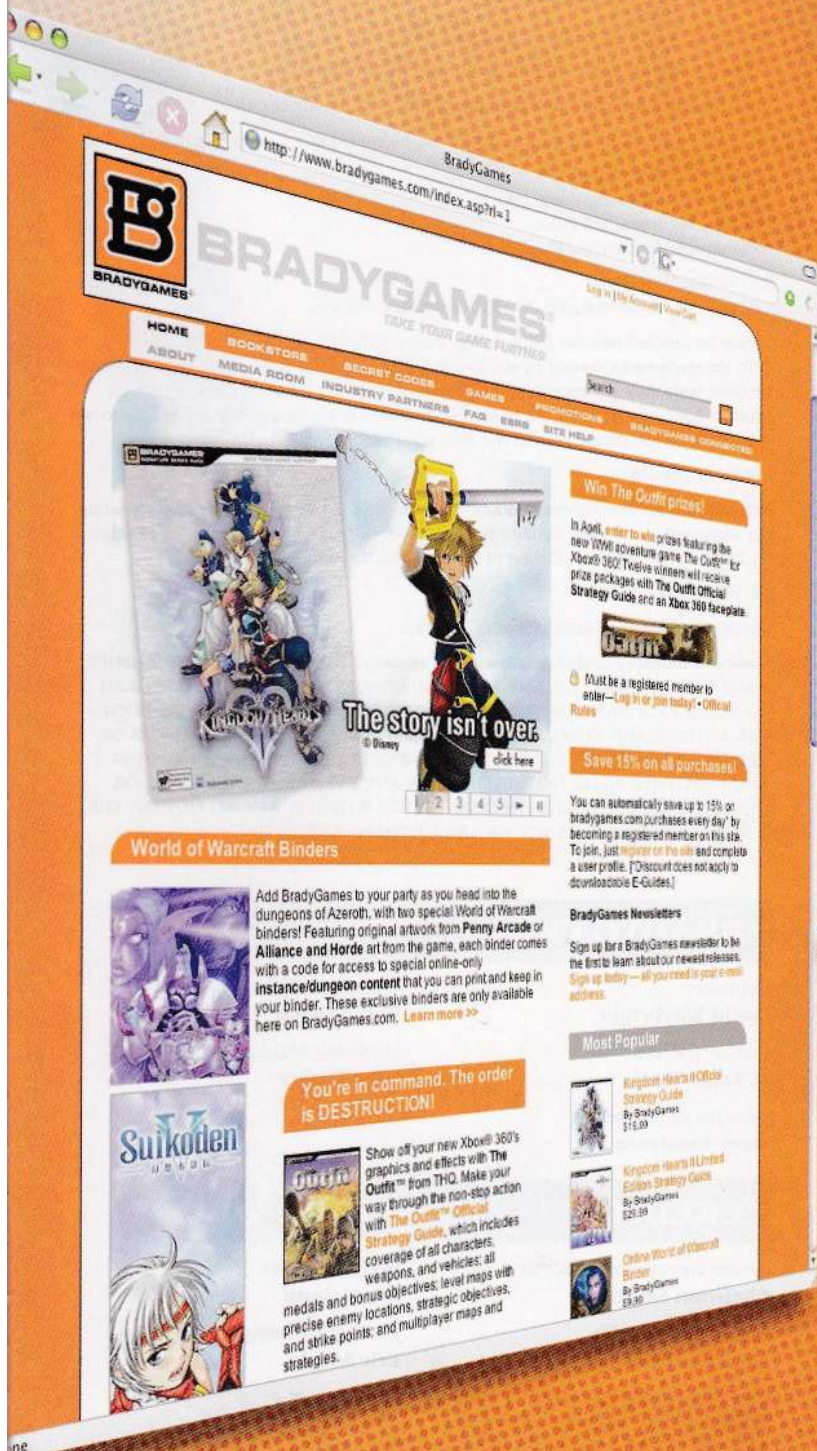 BradyGames
http://www.bradygames.com/index.asp?rl=1
BRADYGAMES®
BRADYGAMES®
TAKE YOUR GAME FURTHER
Log in | My Account | View Cart
Search
HOME
BOOKSTORE
SECRET CODES
GAMES
PROMOTIONS
BRADYGAMES CONNECTED
ABOUT
MEDIA ROOM
INDUSTRY PARTNERS
FAQ
ESRB
SITE HELP
BRADYGAMES
KINGDOM HEARTS
The story isn't over.
© Disney
click here
1 2 3 4 5
World of Warcraft Binders
Add BradyGames to your party as you head into the
dungeons of Azeroth, with two special World of Warcraft
binders! Featuring original artwork from Penny Arcade or
Alliance and Horde art from the game, each binder comes
with a code for access to special online-only
instance/dungeon content that you can print and keep in
your binder. These exclusive binders are only available
here on BradyGames.com. Learn more >>
Suikoden
V
You're in command. The order
is DESTRUCTION!
Outfit
Show off your new Xbox® 360's
graphics and effects with The
Outfit™ from THQ. Make your
way through the non-stop action
with The Outfit™ Official
Strategy Guide, which includes
coverage of all characters,
weapons, and vehicles; all
medals and bonus objectives; level maps with
precise enemy locations, strategic objectives,
and strike points; and multiplayer maps and
strategies.
Win The Outfit prizes!
In April, enter to win prizes featuring the
new WWII adventure game The Outfit™ for
Xbox® 360! Twelve winners will receive
prize packages with The Outfit Official
Strategy Guide and an Xbox 360 faceplate.
Outfit
Must be a registered member to
enter—Log in or join today! • Official
Rules
Save 15% on all purchases!
You can automatically save up to 15% on
bradygames.com purchases every day* by
becoming a registered member on this site.
To join, just register on the site and complete
a user profile. [*Discount does not apply to
downloadable E-Guides.]
BradyGames Newsletters
Sign up for a BradyGames newsletter to be
the first to learn about our newest releases.
Sign up today — all you need is your e-mail
address.
Most Popular
Kingdom Hearts II Official
Strategy Guide
By BradyGames
Kingdom Hearts II Limited
Edition Strategy Guide
By BradyGames
$29.99
Online World of Warcraft
Binder
By BradyGames
$9.99